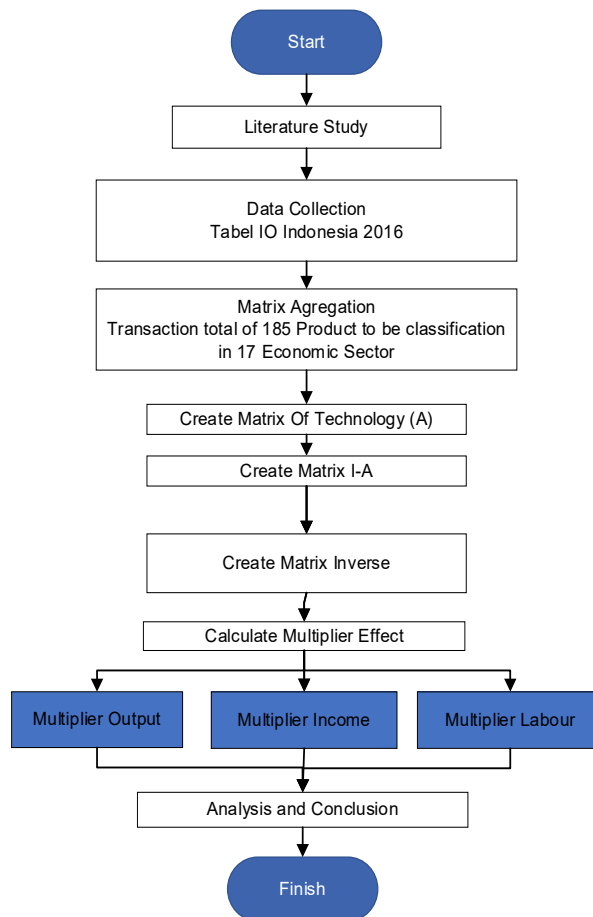 Start
Literature Study
Data Collection
Tabel IO Indonesia 2016
Matrix Agregation
Transaction total of 185 Product to be classification
in 17 Economic Sector
Create Matrix Of Technology (A)
Create Matrix I-A
Create Matrix Inverse
Calculate Multiplier Effect
Multiplier Output
Multiplier Income
Multiplier Labour
Analysis and Conclusion
Finish